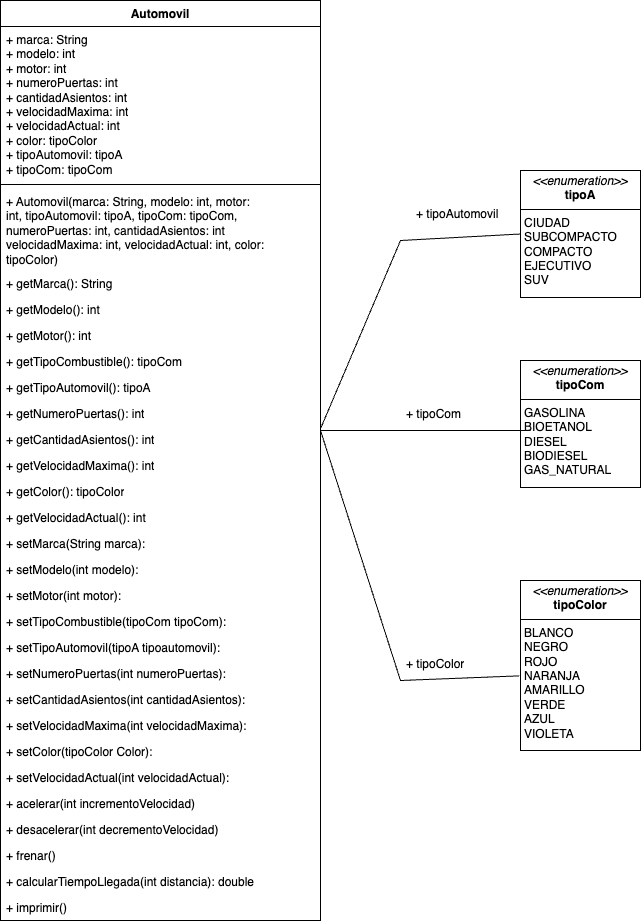 Automovil
+ marca: String
+ modelo: int
+ motor: int
+ numeroPuertas: int
+ cantidadAsientos: int
+ velocidadMaxima: int
+ velocidadActual: int
+ color: tipoColor
+ tipoAutomovil: tipoA
+ tipoCom: tipoCom
+ Automovil(marca: String, modelo: int, motor:
int, tipoAutomovil: tipoA, tipoCom: tipoCom,
numeroPuertas: int, cantidadAsientos: int
velocidadMaxima: int, velocidadActual: int, color:
tipoColor)
+ getMarca(): String
+ getModelo(): int
+ getMotor(): int
+ getTipoCombustible(): tipoCom
+ getTipoAutomovil(): tipoA
+ getNumeroPuertas(): int
+ getCantidadAsientos(): int
+ getVelocidadMaxima(): int
+ getColor(): tipoColor
+ getVelocidadActual(): int
+ setMarca(String marca):
+ setModelo(int modelo):
+ setMotor(int motor):
+ setTipoCombustible(tipoCom tipoCom):
+ setTipoAutomovil(tipoA tipoautomovil):
+ setNumeroPuertas(int numeroPuertas):
+ setCantidadAsientos(int cantidadAsientos):
+ setVelocidadMaxima(int velocidadMaxima):
+ setColor(tipoColor Color):
+ setVelocidadActual(int velocidadActual):
+ acelerar(int incrementoVelocidad)
+ desacelerar(int decrementoVelocidad)
+ frenar()
+ calcularTiempoLlegada(int distancia): double
+ imprimir()
+ tipoAutomovil
<<enumeration>>
tipoA
CIUDAD
SUBCOMPACTO
COMPACTO
EJECUTIVO
SUV
+ tipoCom
<<enumeration>>
tipoCom
GASOLINA
BIOETANOL
DIESEL
BIODIESEL
GAS_NATURAL
+ tipoColor
<<enumeration>>
tipoColor
BLANCO
NEGRO
ROJO
NARANJA
AMARILLO
VERDE
AZUL
VIOLETA